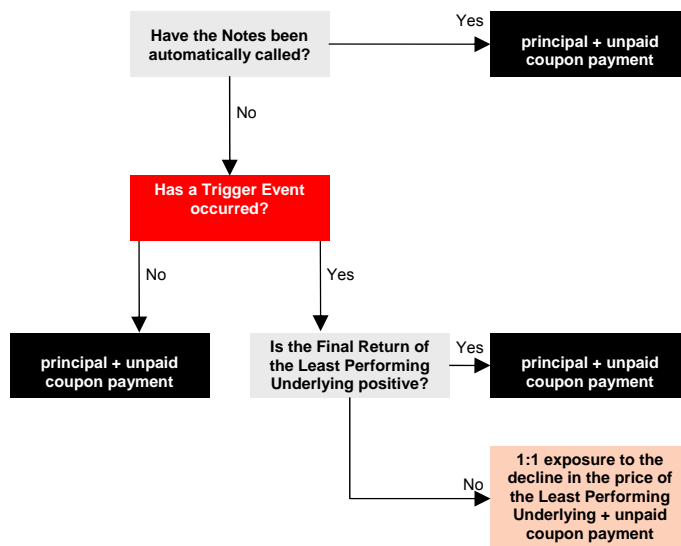 Have the Notes been
automatically called?
Yes
principal + unpaid
coupon payment
No
Has a Trigger Event
occurred?
No
Yes
principal + unpaid
coupon payment
Is the Final Return of
the Least Performing
Underlying positive?
Yes
principal + unpaid
coupon payment
No
1:1 exposure to the
decline in the price of
the Least Performing
Underlying + unpaid
coupon payment